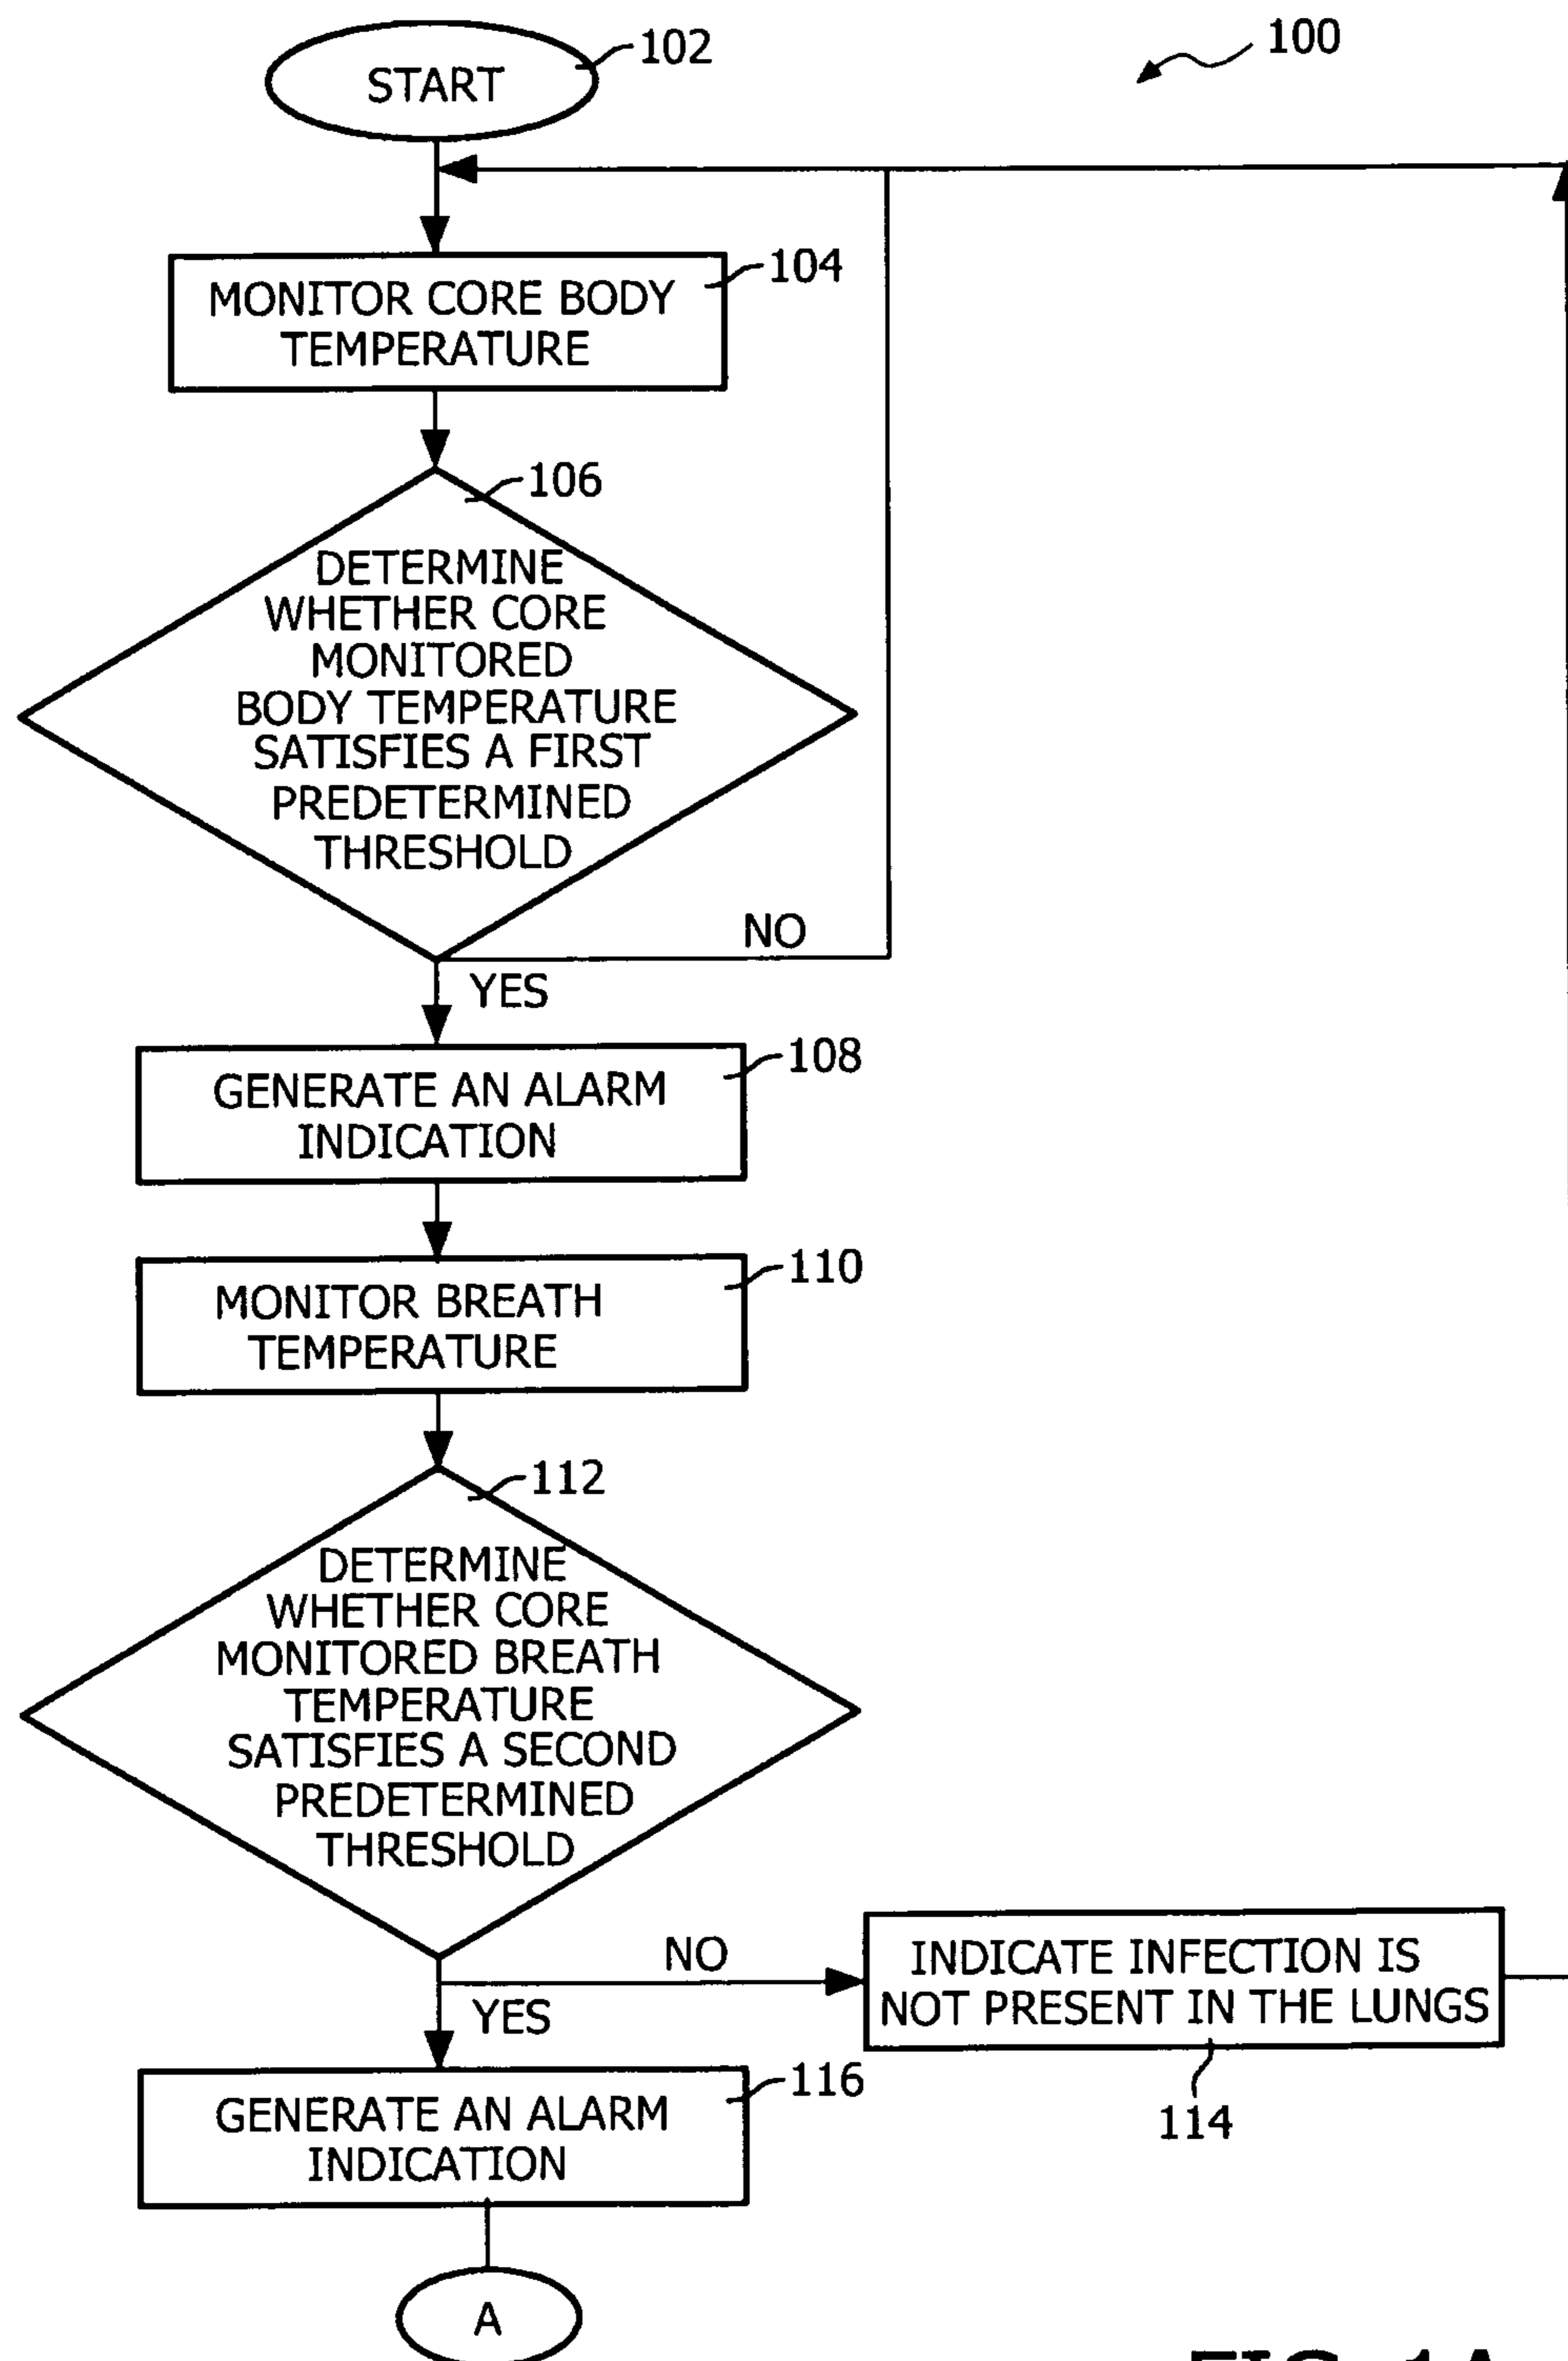 102
100
START
104
MONITOR CORE BODY
TEMPERATURE
106
DETERMINE
WHETHER CORE
MONITORED
BODY TEMPERATURE
SATISFIES A FIRST
PREDETERMINED
THRESHOLD
NO
YES
108
GENERATE AN ALARM
INDICATION
110
MONITOR BREATH
TEMPERATURE
112
DETERMINE
WHETHER CORE
MONITORED BREATH
TEMPERATURE
SATISFIES A SECOND
PREDETERMINED
THRESHOLD
NO
INDICATE INFECTION IS
NOT PRESENT IN THE LUNGS
YES
114
116
GENERATE AN ALARM
INDICATION
A
FIG. 1A